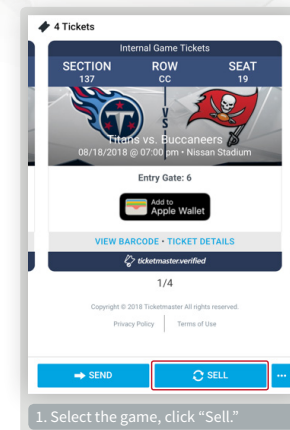 4 Tickets
Internal Game Tickets
SECTION ROW SEAT
137 CC 19
VS
Titans vs. Buccaneers
08/18/2018 @ 07:00 pm • Nissan Stadium
Entry Gate: 6
Add to
Apple Wallet
VIEW BARCODE • TICKET DETAILS
ticketmaster.verified
1/4
Copyright © 2018 Ticketmaster All rights reserved.
Privacy Policy | Terms of Use
SEND SELL ...
1. Select the game, click “Sell.”